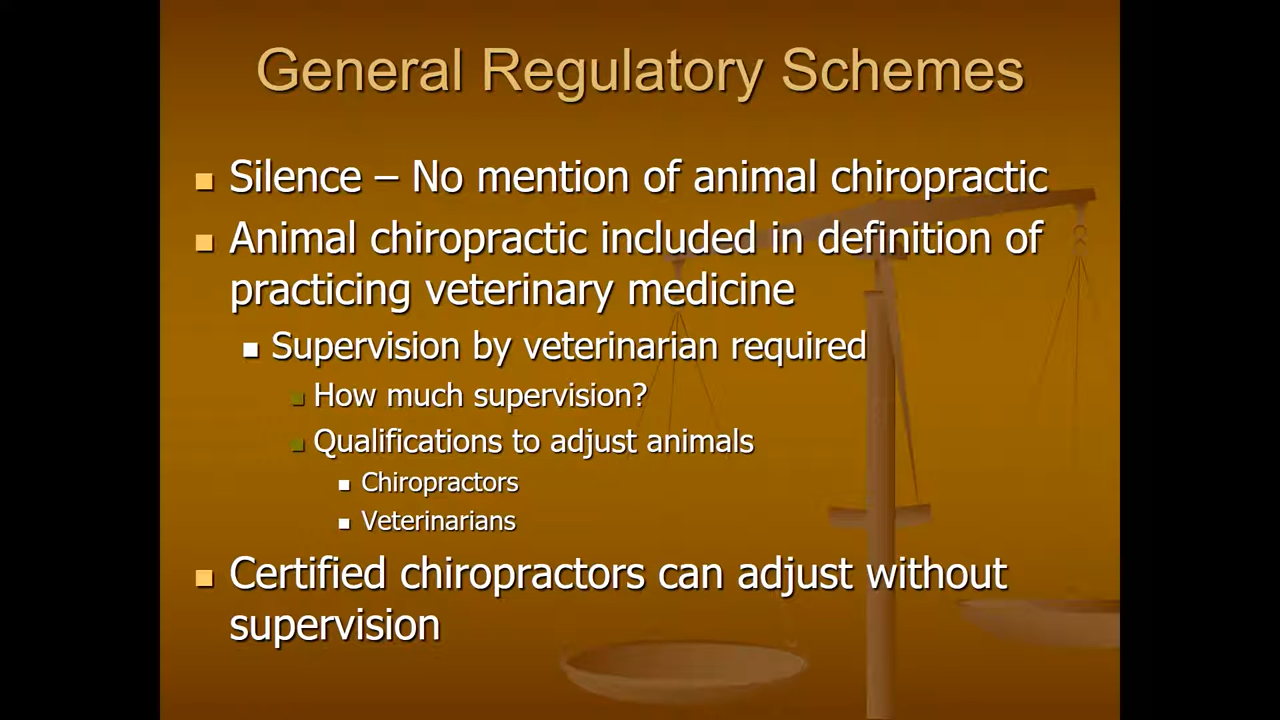 General Regulatory Schemes
Silence – No mention of animal chiropractic
Animal chiropractic included in definition of
practicing veterinary medicine
Supervision by veterinarian required
How much supervision?
Qualifications to adjust animals
Chiropractors
Veterinarians
Certified chiropractors can adjust without
supervision